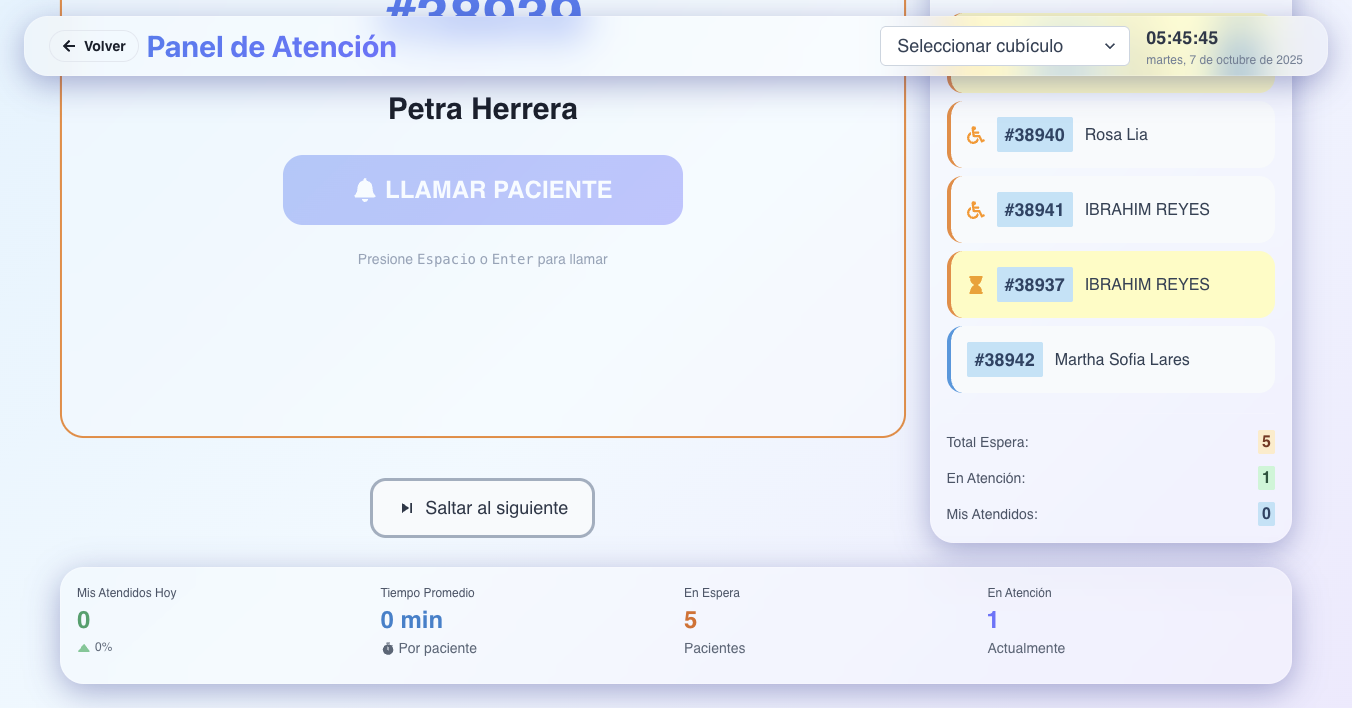 #38939
Volver
Panel de Atención
Seleccionar cubículo
05:45:45
martes, 7 de octubre de 2025
Petra Herrera
LLAMAR PACIENTE
Presione Espacio o Enter para llamar
Saltar al siguiente
#38940 Rosa Lia
#38941 IBRAHIM REYES
#38937 IBRAHIM REYES
#38942 Martha Sofia Lares
Total Espera: 5
En Atención: 1
Mis Atendidos: 0
Mis Atendidos Hoy
0
0%
Tiempo Promedio
0 min
Por paciente
En Espera
5
Pacientes
En Atención
1
Actualmente